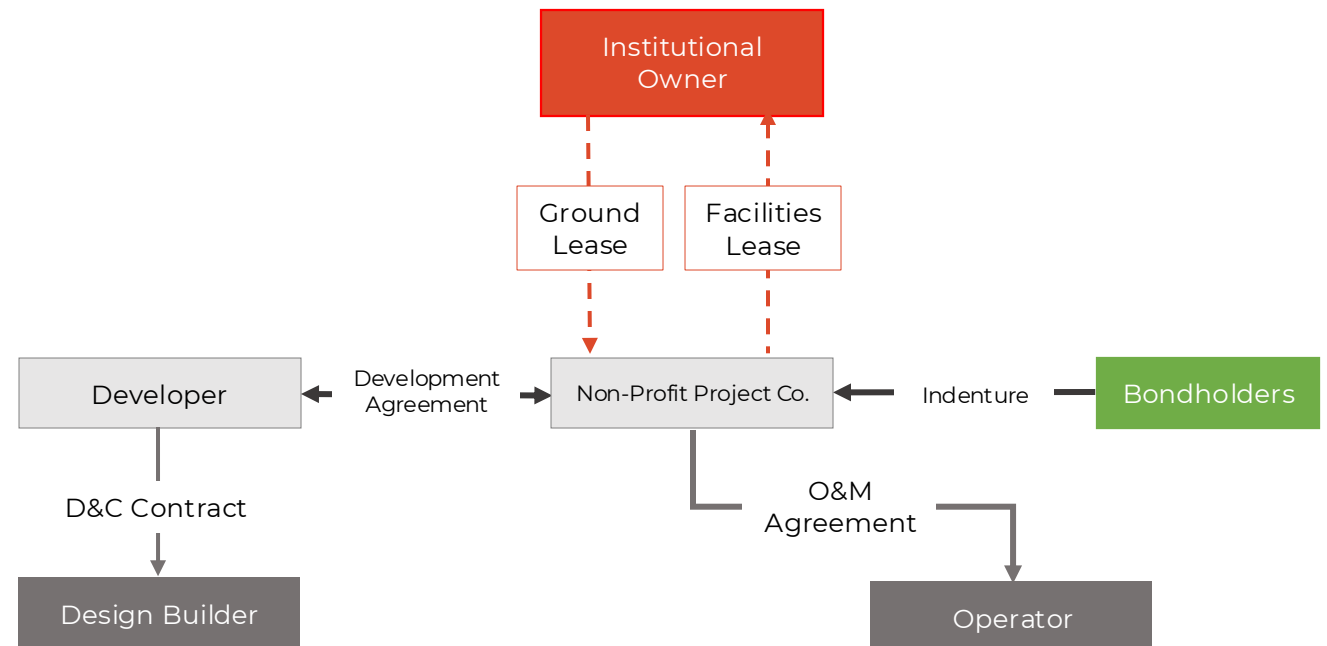 Institutional
Owner
Ground
Lease
Facilities
Lease
Developer
Development
Agreement
Non-Profit Project Co.
Indenture
Bondholders
D&C Contract
O&M
Agreement
Design Builder
Operator